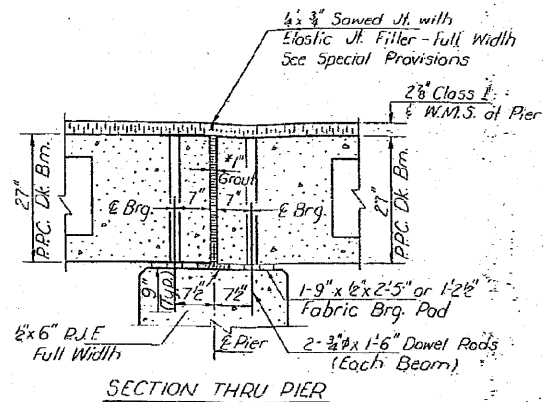 ¼" x ¾" Sawed Jt. with
Elastic Jt. Filler - Full Width
See Special Provisions
2⅞" Class I
W.M.S. at Pier
27"
P.P.C. Dk. Bm.
℄ Brg.
7"
*1"
Grout
7"
℄ Brg.
27"
P.P.C. Dk. Bm.
9"
(Typ.)
7½"
7½"
1-9" x ½" x 2'-5" or 1'-2½"
Fabric Brg. Pad
½" x 6" P.J.F.
Full Width
℄ Pier
2-¾"ϕ x 1'-6" Dowel Rods
(Each Beam)
SECTION THRU PIER